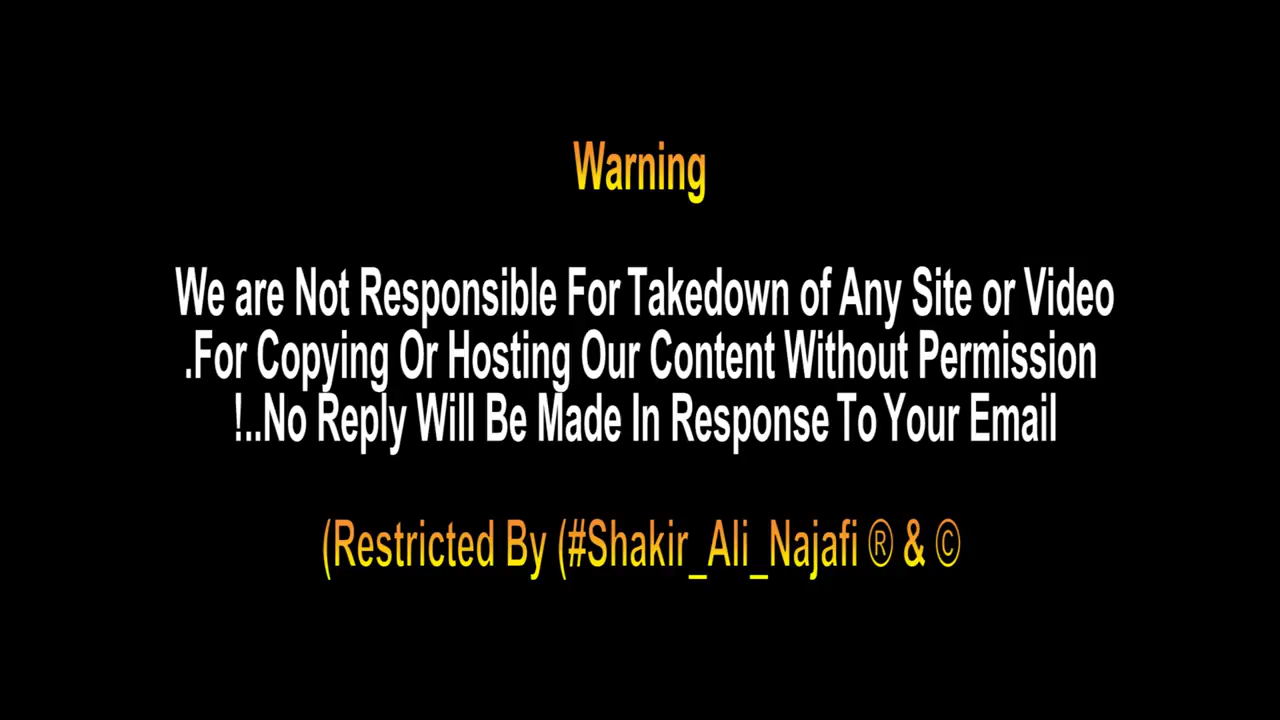 Warning
We are Not Responsible For Takedown of Any Site or Video
.For Copying Or Hosting Our Content Without Permission
!..No Reply Will Be Made In Response To Your Email
(Restricted By (#Shakir_Ali_Najafi ® & ©